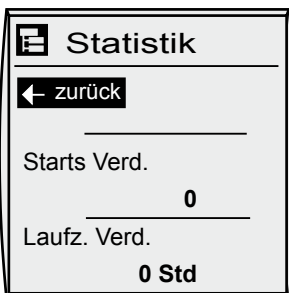 Statistik
← zurück
Starts Verd.
0
Laufz. Verd.
0 Std